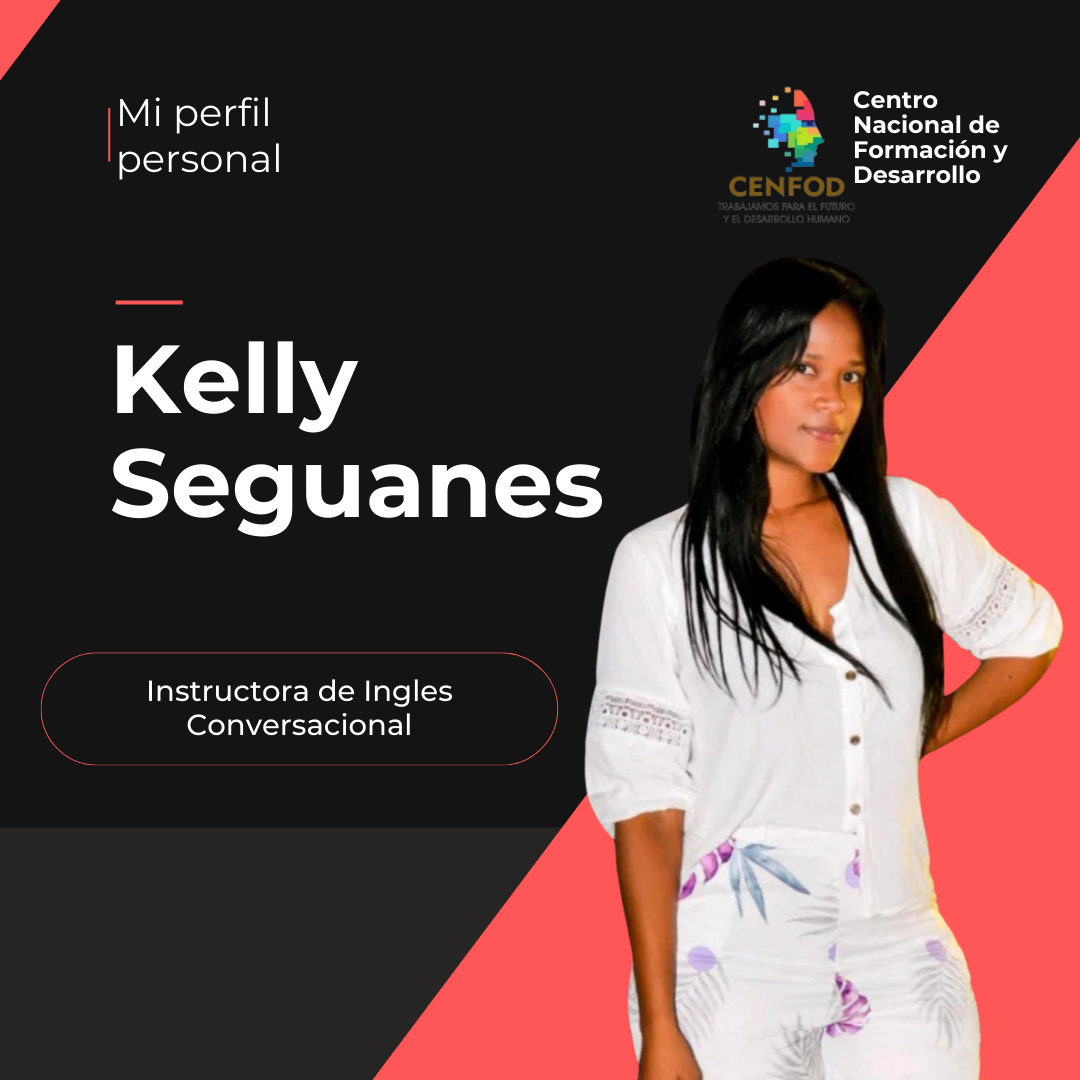 Mi perfil
personal
CENFOD
TRABAJAMOS PARA EL FUTURO
Y EL DESARROLLO HUMANO
Centro
Nacional de
Formación y
Desarrollo
Kelly
Seguanes
Instructora de Ingles
Conversacional